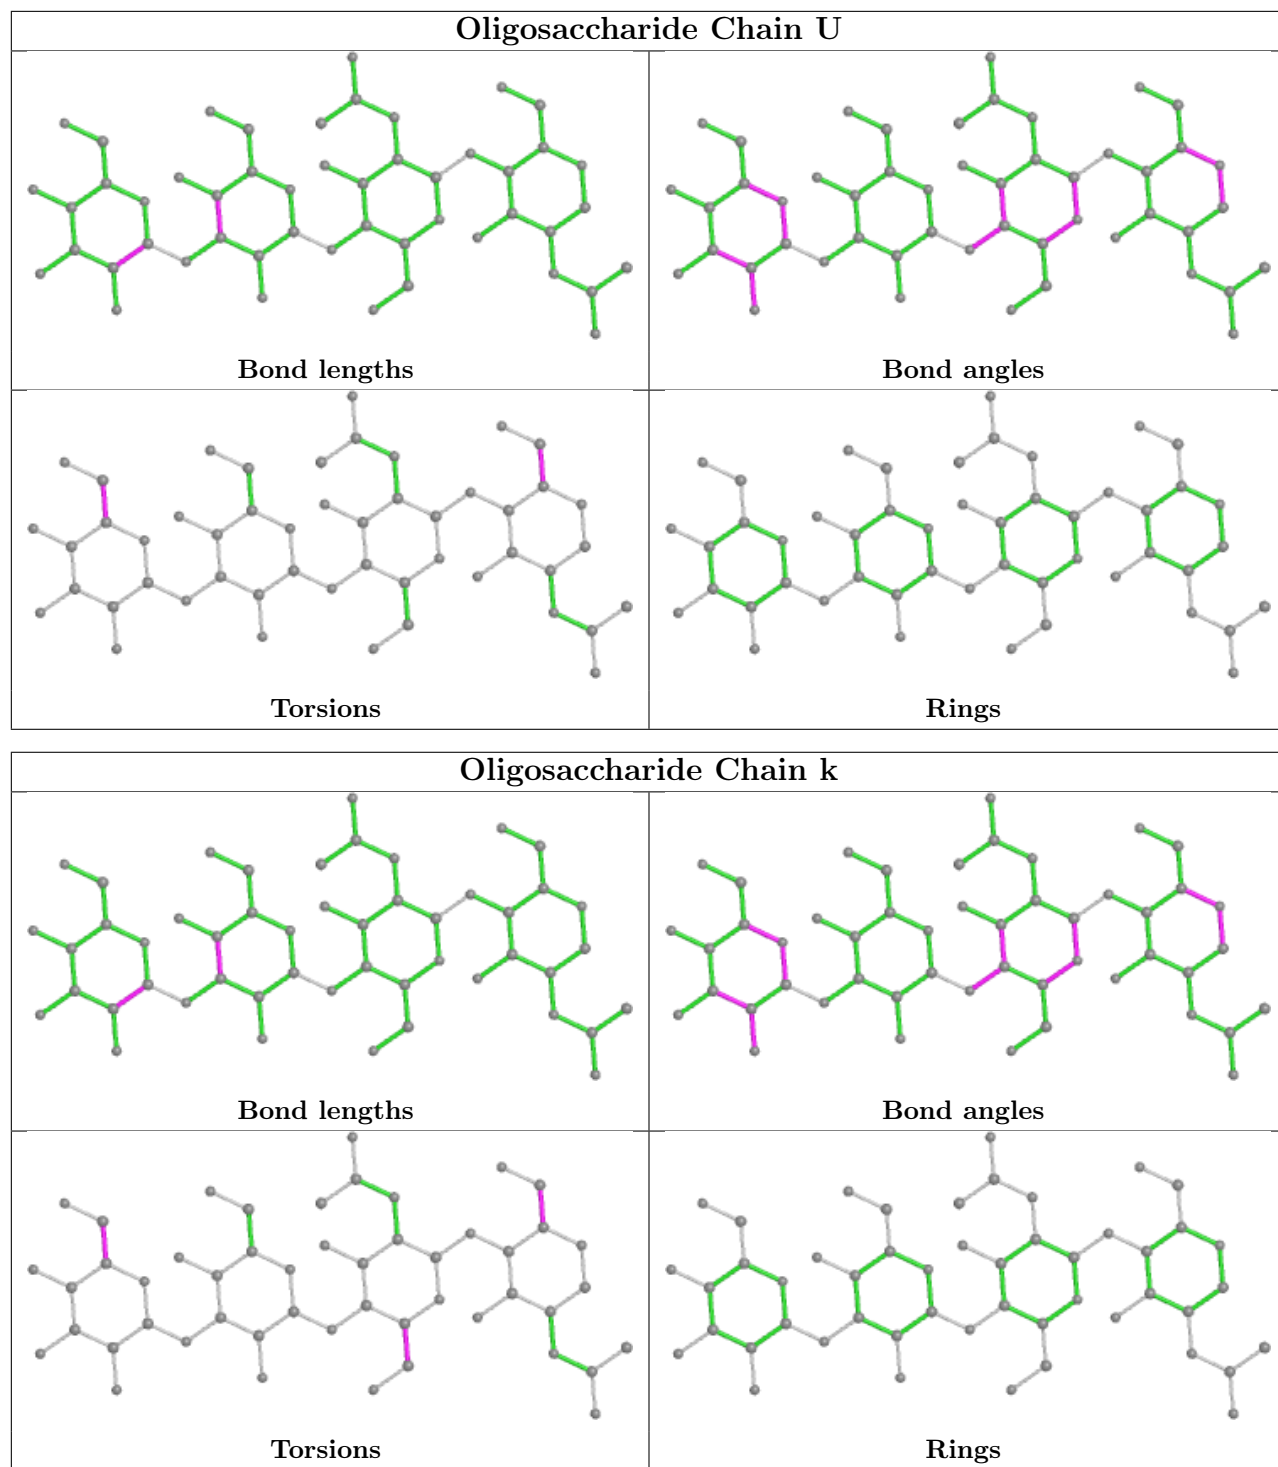 Oligosaccharide Chain U
Bond lengths
Bond angles
Torsions
Rings
Oligosaccharide Chain k
Bond lengths
Bond angles
Torsions
Rings